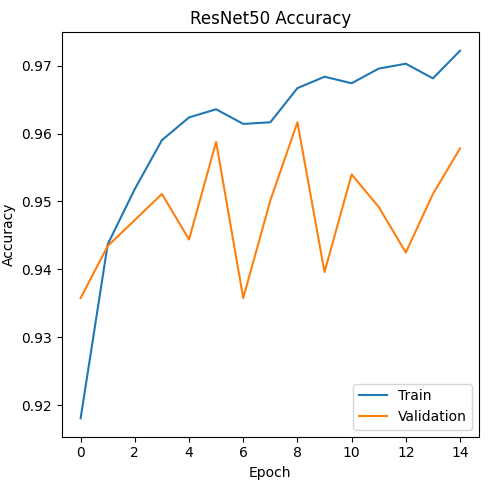 ResNet50 Accuracy
Accuracy
0.97
0.96
0.95
0.94
0.93
0.92
0 2 4 6 8 10 12 14
Epoch
Train
Validation